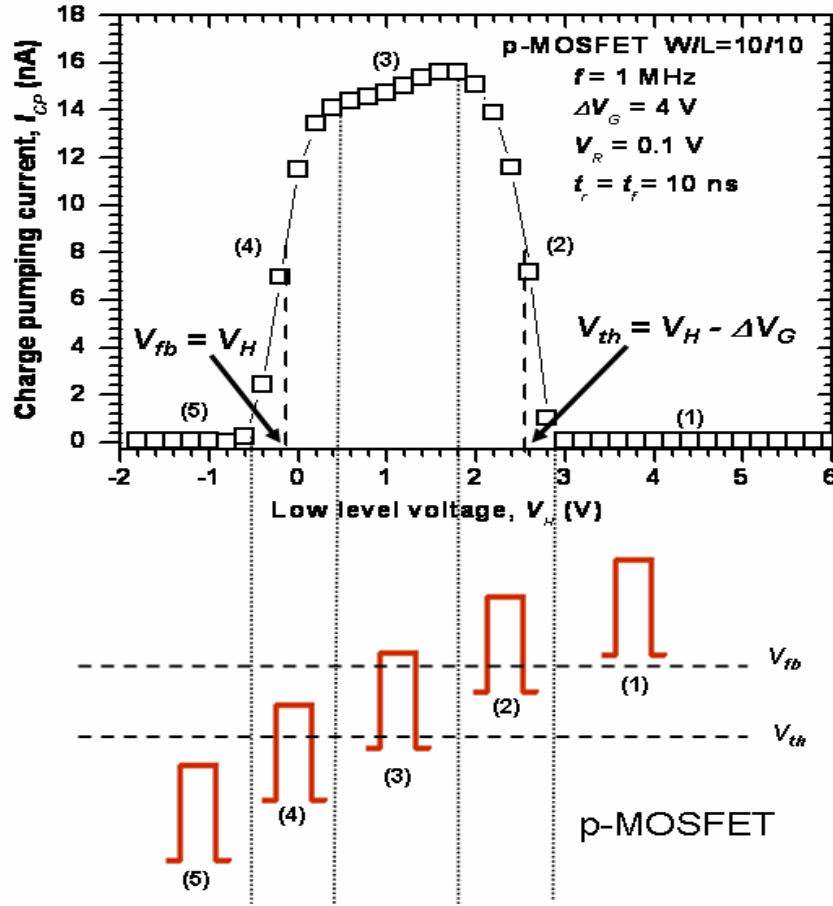 18
16
14
12
10
8
6
4
2
0
Charge pumping current, I_CP (nA)
p-MOSFET W/L=10/10
f = 1 MHz
ΔV_G = 4 V
V_R = 0.1 V
t_r = t_f = 10 ns
(3)
(4)
(2)
V_fb = V_H
V_th = V_H - ΔV_G
(5)
(1)
-2 -1 0 1 2 3 4 5 6
Low level voltage, V_H (V)
V_fb
(1)
(2)
V_th
(3)
(4)
p-MOSFET
(5)